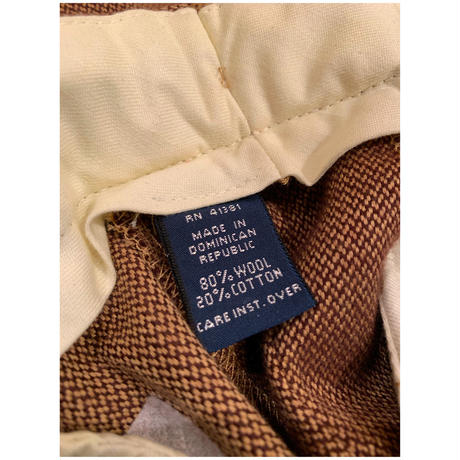 RN 41381
MADE IN
DOMINICAN
REPUBLIC
80% WOOL
20% COTTON
CARE INST. OVER